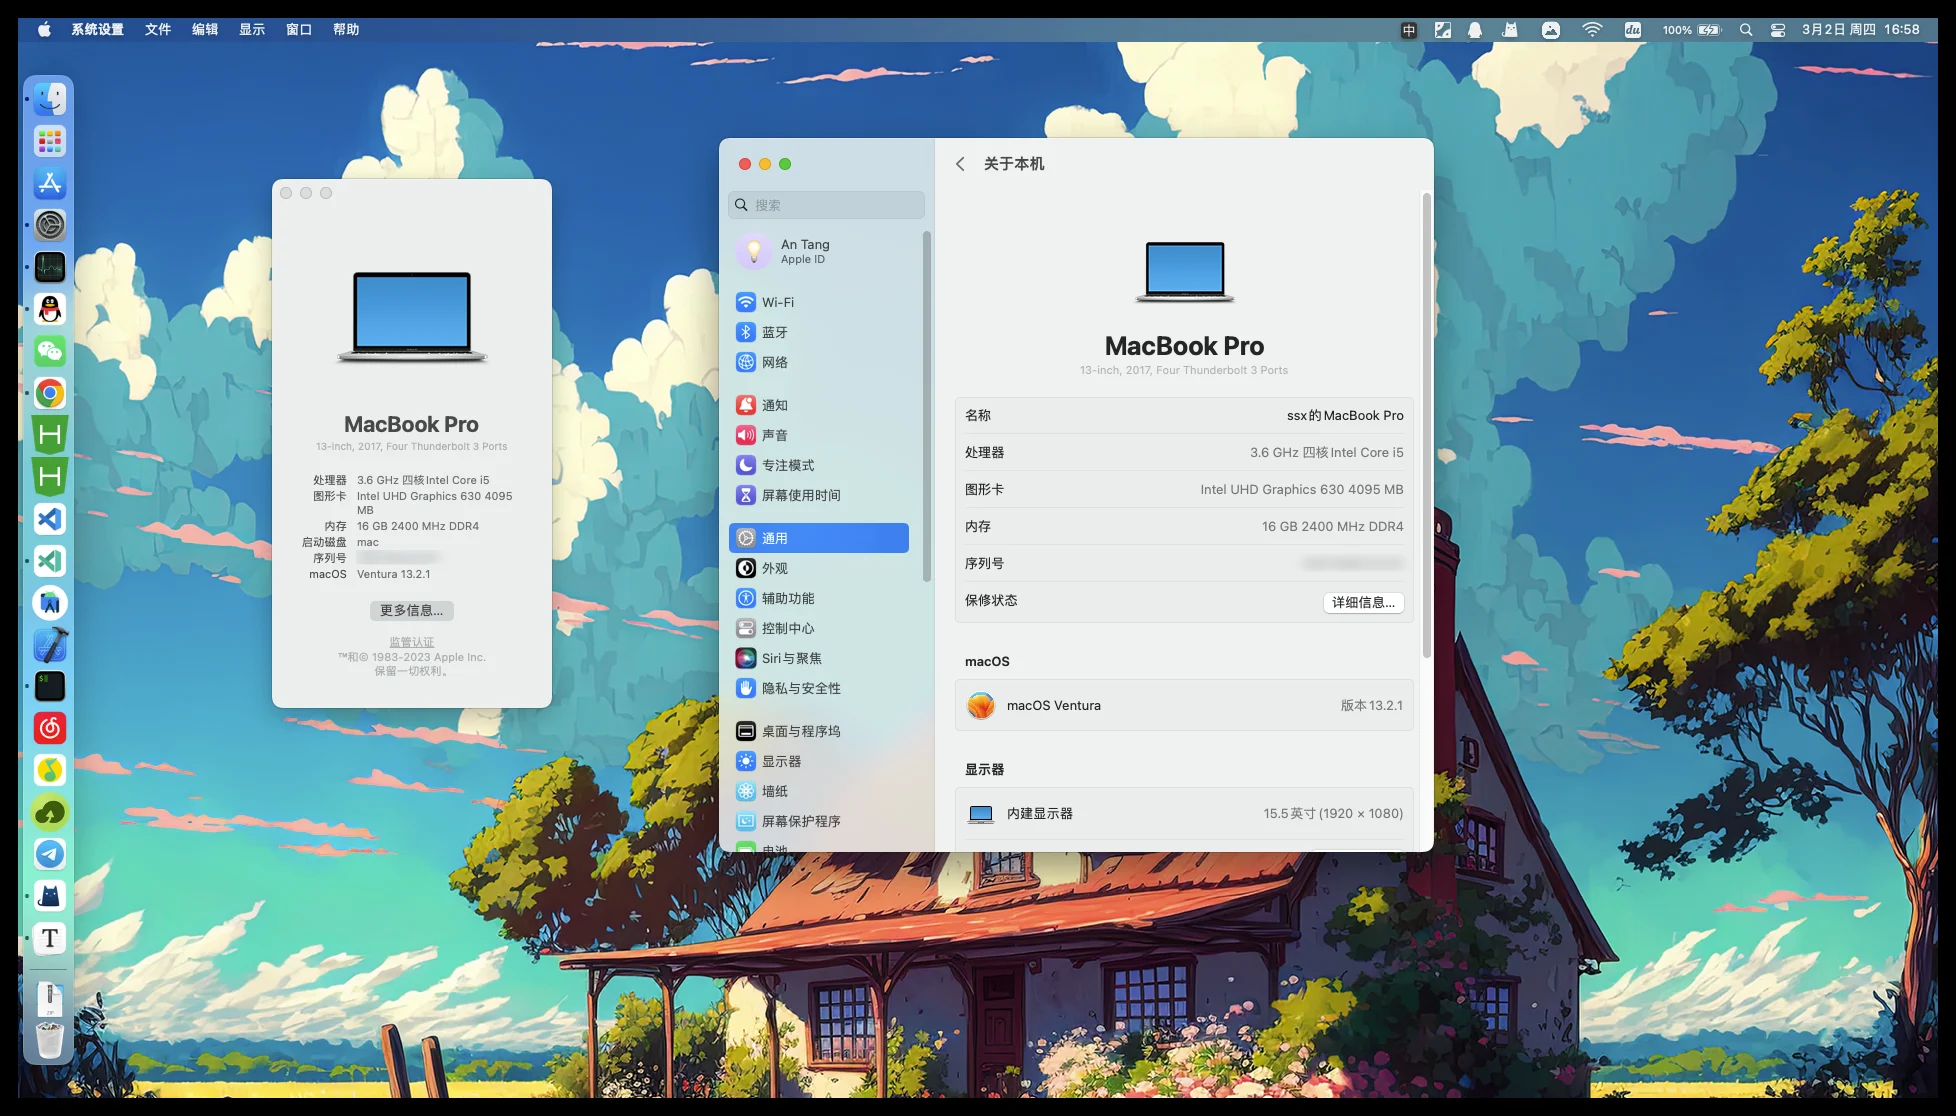 系统设置 文件 编辑 显示 窗口 帮助
中 du 100% 3月2日 周四 16:58
MacBook Pro
13-inch, 2017, Four Thunderbolt 3 Ports
处理器 3.6 GHz 四核Intel Core i5
图形卡 Intel UHD Graphics 630 4095
MB
内存 16 GB 2400 MHz DDR4
启动磁盘 mac
序列号
macOS Ventura 13.2.1
更多信息...
监管认证
™和© 1983-2023 Apple Inc.
保留一切权利。
搜索
An Tang
Apple ID
Wi-Fi
蓝牙
网络
通知
声音
专注模式
屏幕使用时间
通用
外观
辅助功能
控制中心
Siri与聚焦
隐私与安全性
桌面与程序坞
显示器
墙纸
屏幕保护程序
电池
关于本机
MacBook Pro
13-inch, 2017, Four Thunderbolt 3 Ports
名称 ssx的MacBook Pro
处理器 3.6 GHz 四核Intel Core i5
图形卡 Intel UHD Graphics 630 4095 MB
内存 16 GB 2400 MHz DDR4
序列号
保修状态 详细信息...
macOS
macOS Ventura 版本13.2.1
显示器
内建显示器 15.5英寸 (1920 × 1080)
H
H
T
ZIP